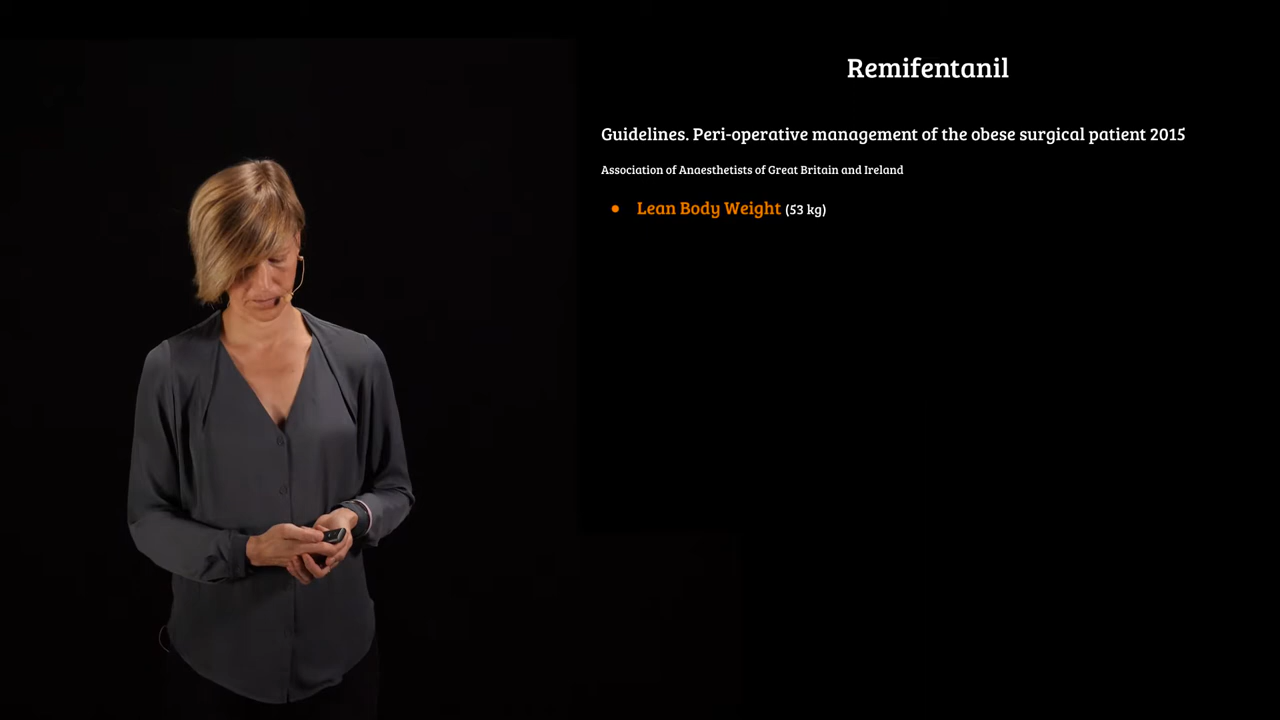 Remifentanil
Guidelines. Peri-operative management of the obese surgical patient 2015
Association of Anaesthetists of Great Britain and Ireland
• Lean Body Weight (53 kg)